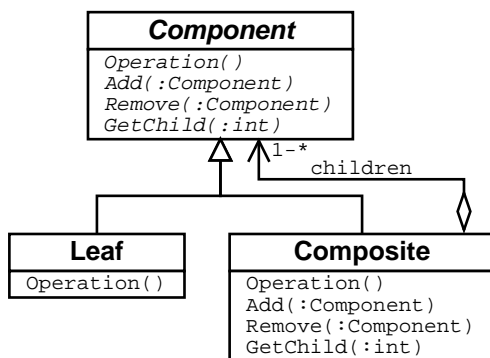 Component
Operation()
Add(:Component)
Remove(:Component)
GetChild(:int)
1-*
children
Leaf
Operation()
Composite
Operation()
Add(:Component)
Remove(:Component)
GetChild(:int)